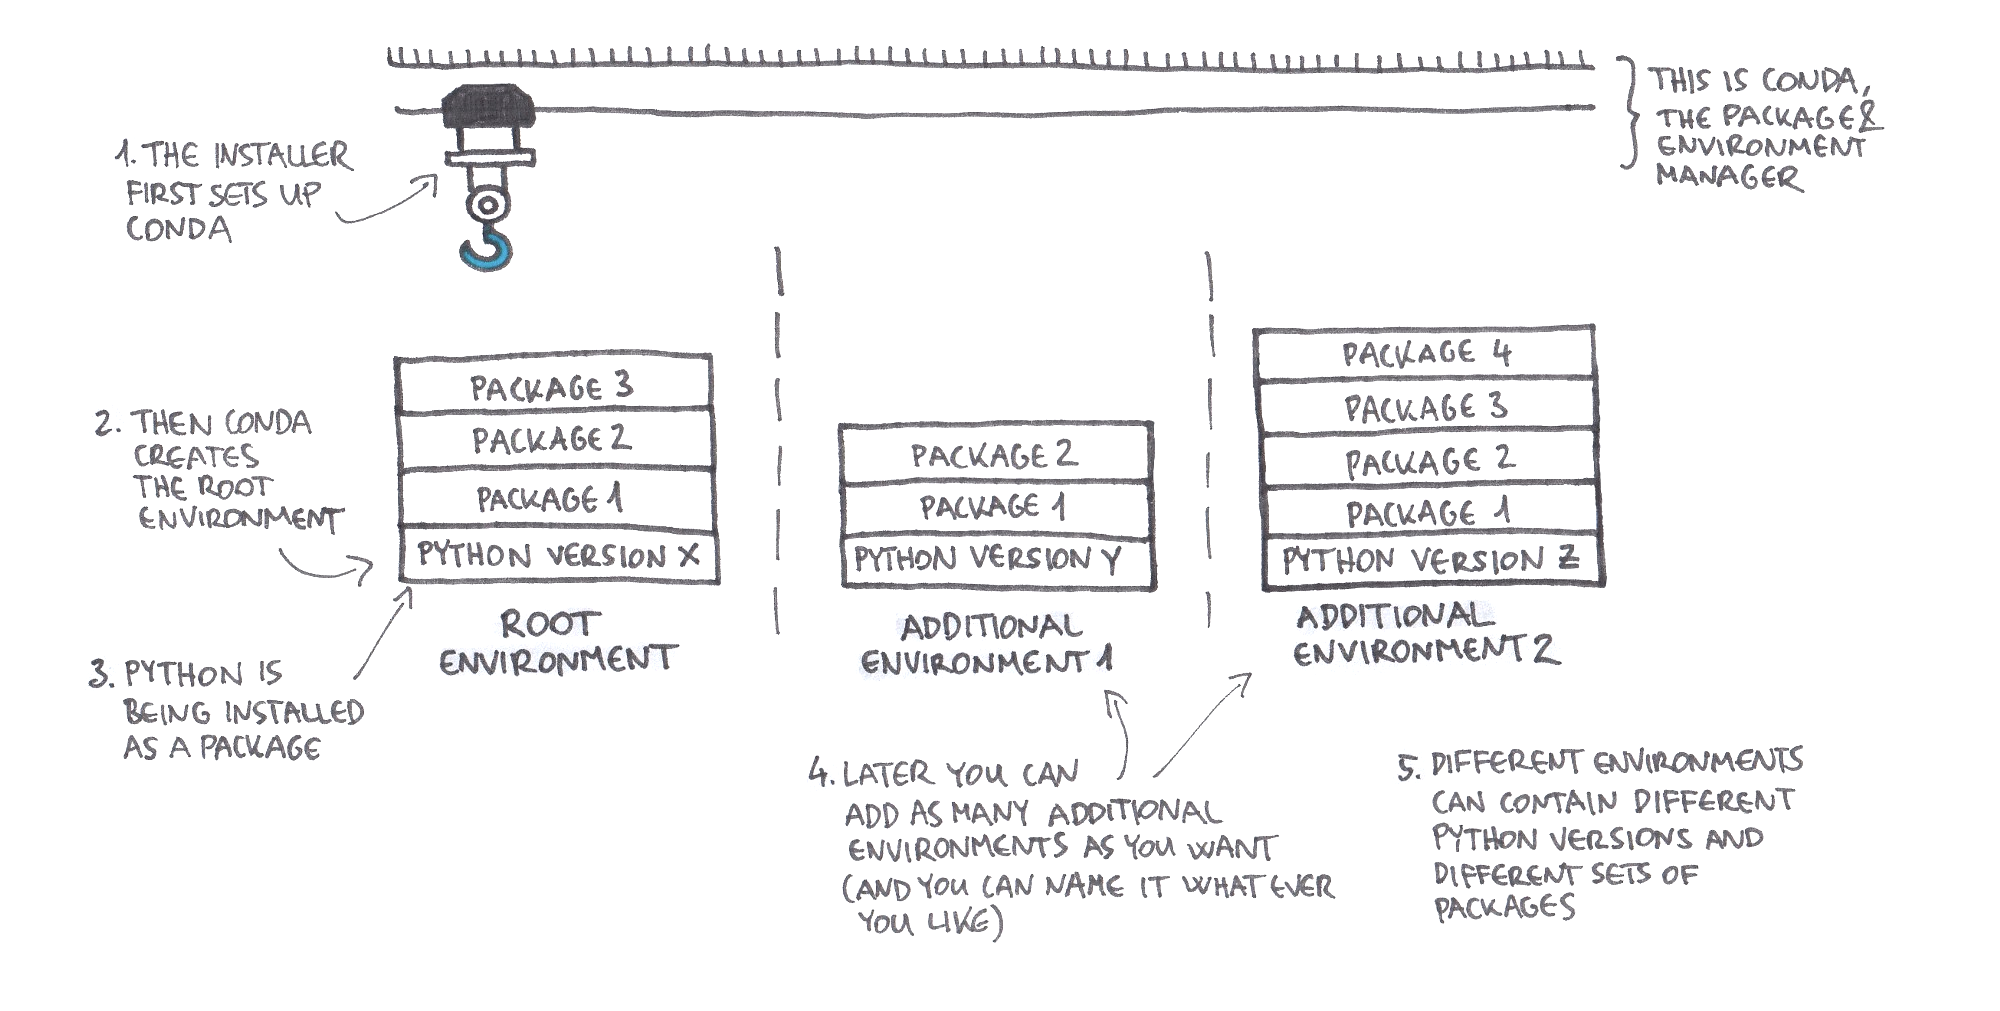 THIS IS CONDA,
THE PACKAGE &
ENVIRONMENT
MANAGER
1. THE INSTALLER
FIRST SETS UP
CONDA
2. THEN CONDA
CREATES
THE ROOT
ENVIRONMENT
3. PYTHON IS
BEING INSTALLED
AS A PACKAGE
PACKAGE 3
PACKAGE 2
PACKAGE 1
PYTHON VERSION X
ROOT
ENVIRONMENT
PACKAGE 2
PACKAGE 1
PYTHON VERSION Y
ADDITIONAL
ENVIRONMENT 1
PACKAGE 4
PACKAGE 3
PACKAGE 2
PACKAGE 1
PYTHON VERSION Z
ADDITIONAL
ENVIRONMENT 2
4. LATER YOU CAN
ADD AS MANY ADDITIONAL
ENVIRONMENTS AS YOU WANT
(AND YOU CAN NAME IT WHATEVER
YOU LIKE)
5. DIFFERENT ENVIRONMENTS
CAN CONTAIN DIFFERENT
PYTHON VERSIONS AND
DIFFERENT SETS OF
PACKAGES